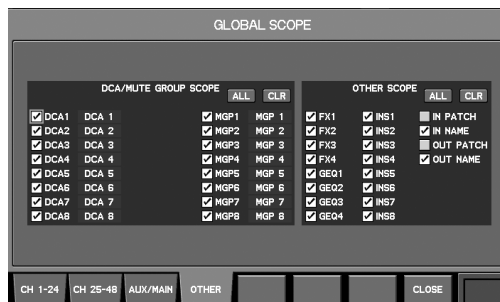 GLOBAL SCOPE
DCA/MUTE GROUP SCOPE ALL CLR
DCA1 DCA 1 MGP1 MGP 1
DCA2 DCA 2 MGP2 MGP 2
DCA3 DCA 3 MGP3 MGP 3
DCA4 DCA 4 MGP4 MGP 4
DCA5 DCA 5 MGP5 MGP 5
DCA6 DCA 6 MGP6 MGP 6
DCA7 DCA 7 MGP7 MGP 7
DCA8 DCA 8 MGP8 MGP 8
OTHER SCOPE ALL CLR
FX1 INS1 IN PATCH
FX2 INS2 IN NAME
FX3 INS3 OUT PATCH
FX4 INS4 OUT NAME
GEQ1 INS5
GEQ2 INS6
GEQ3 INS7
GEQ4 INS8
CH 1-24 CH 25-48 AUX/MAIN OTHER CLOSE